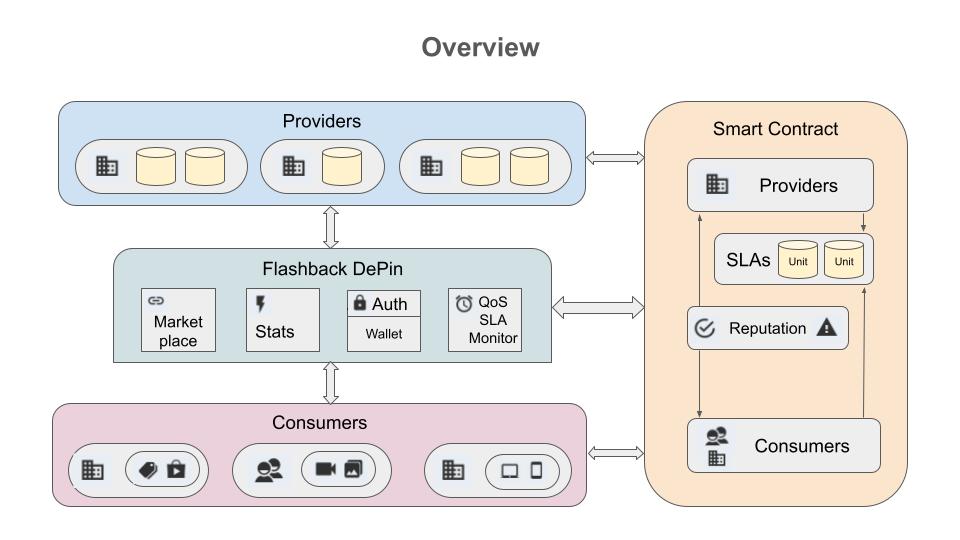 Overview
Providers
Flashback DePin
Market
place
Stats
Auth
Wallet
QoS
SLA
Monitor
Consumers
Smart Contract
Providers
SLAs
Unit
Unit
Reputation
Consumers